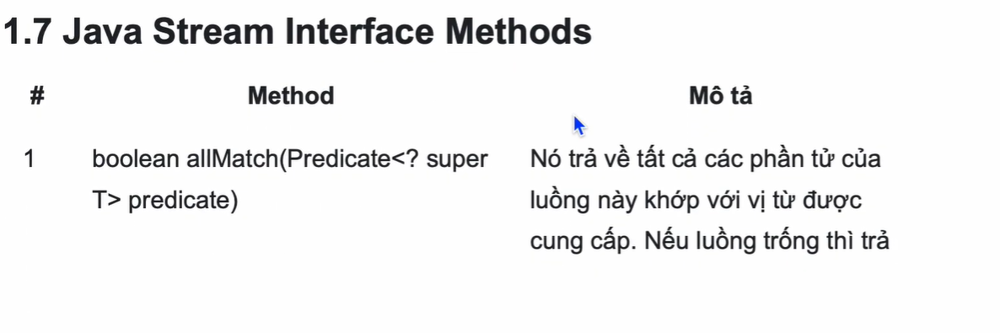 1.7 Java Stream Interface Methods
# Method Mô tả
1 boolean allMatch(Predicate<? super Nó trả về tất cả các phần tử của
T> predicate) luồng này khớp với vị từ được
cung cấp. Nếu luồng trống thì trả